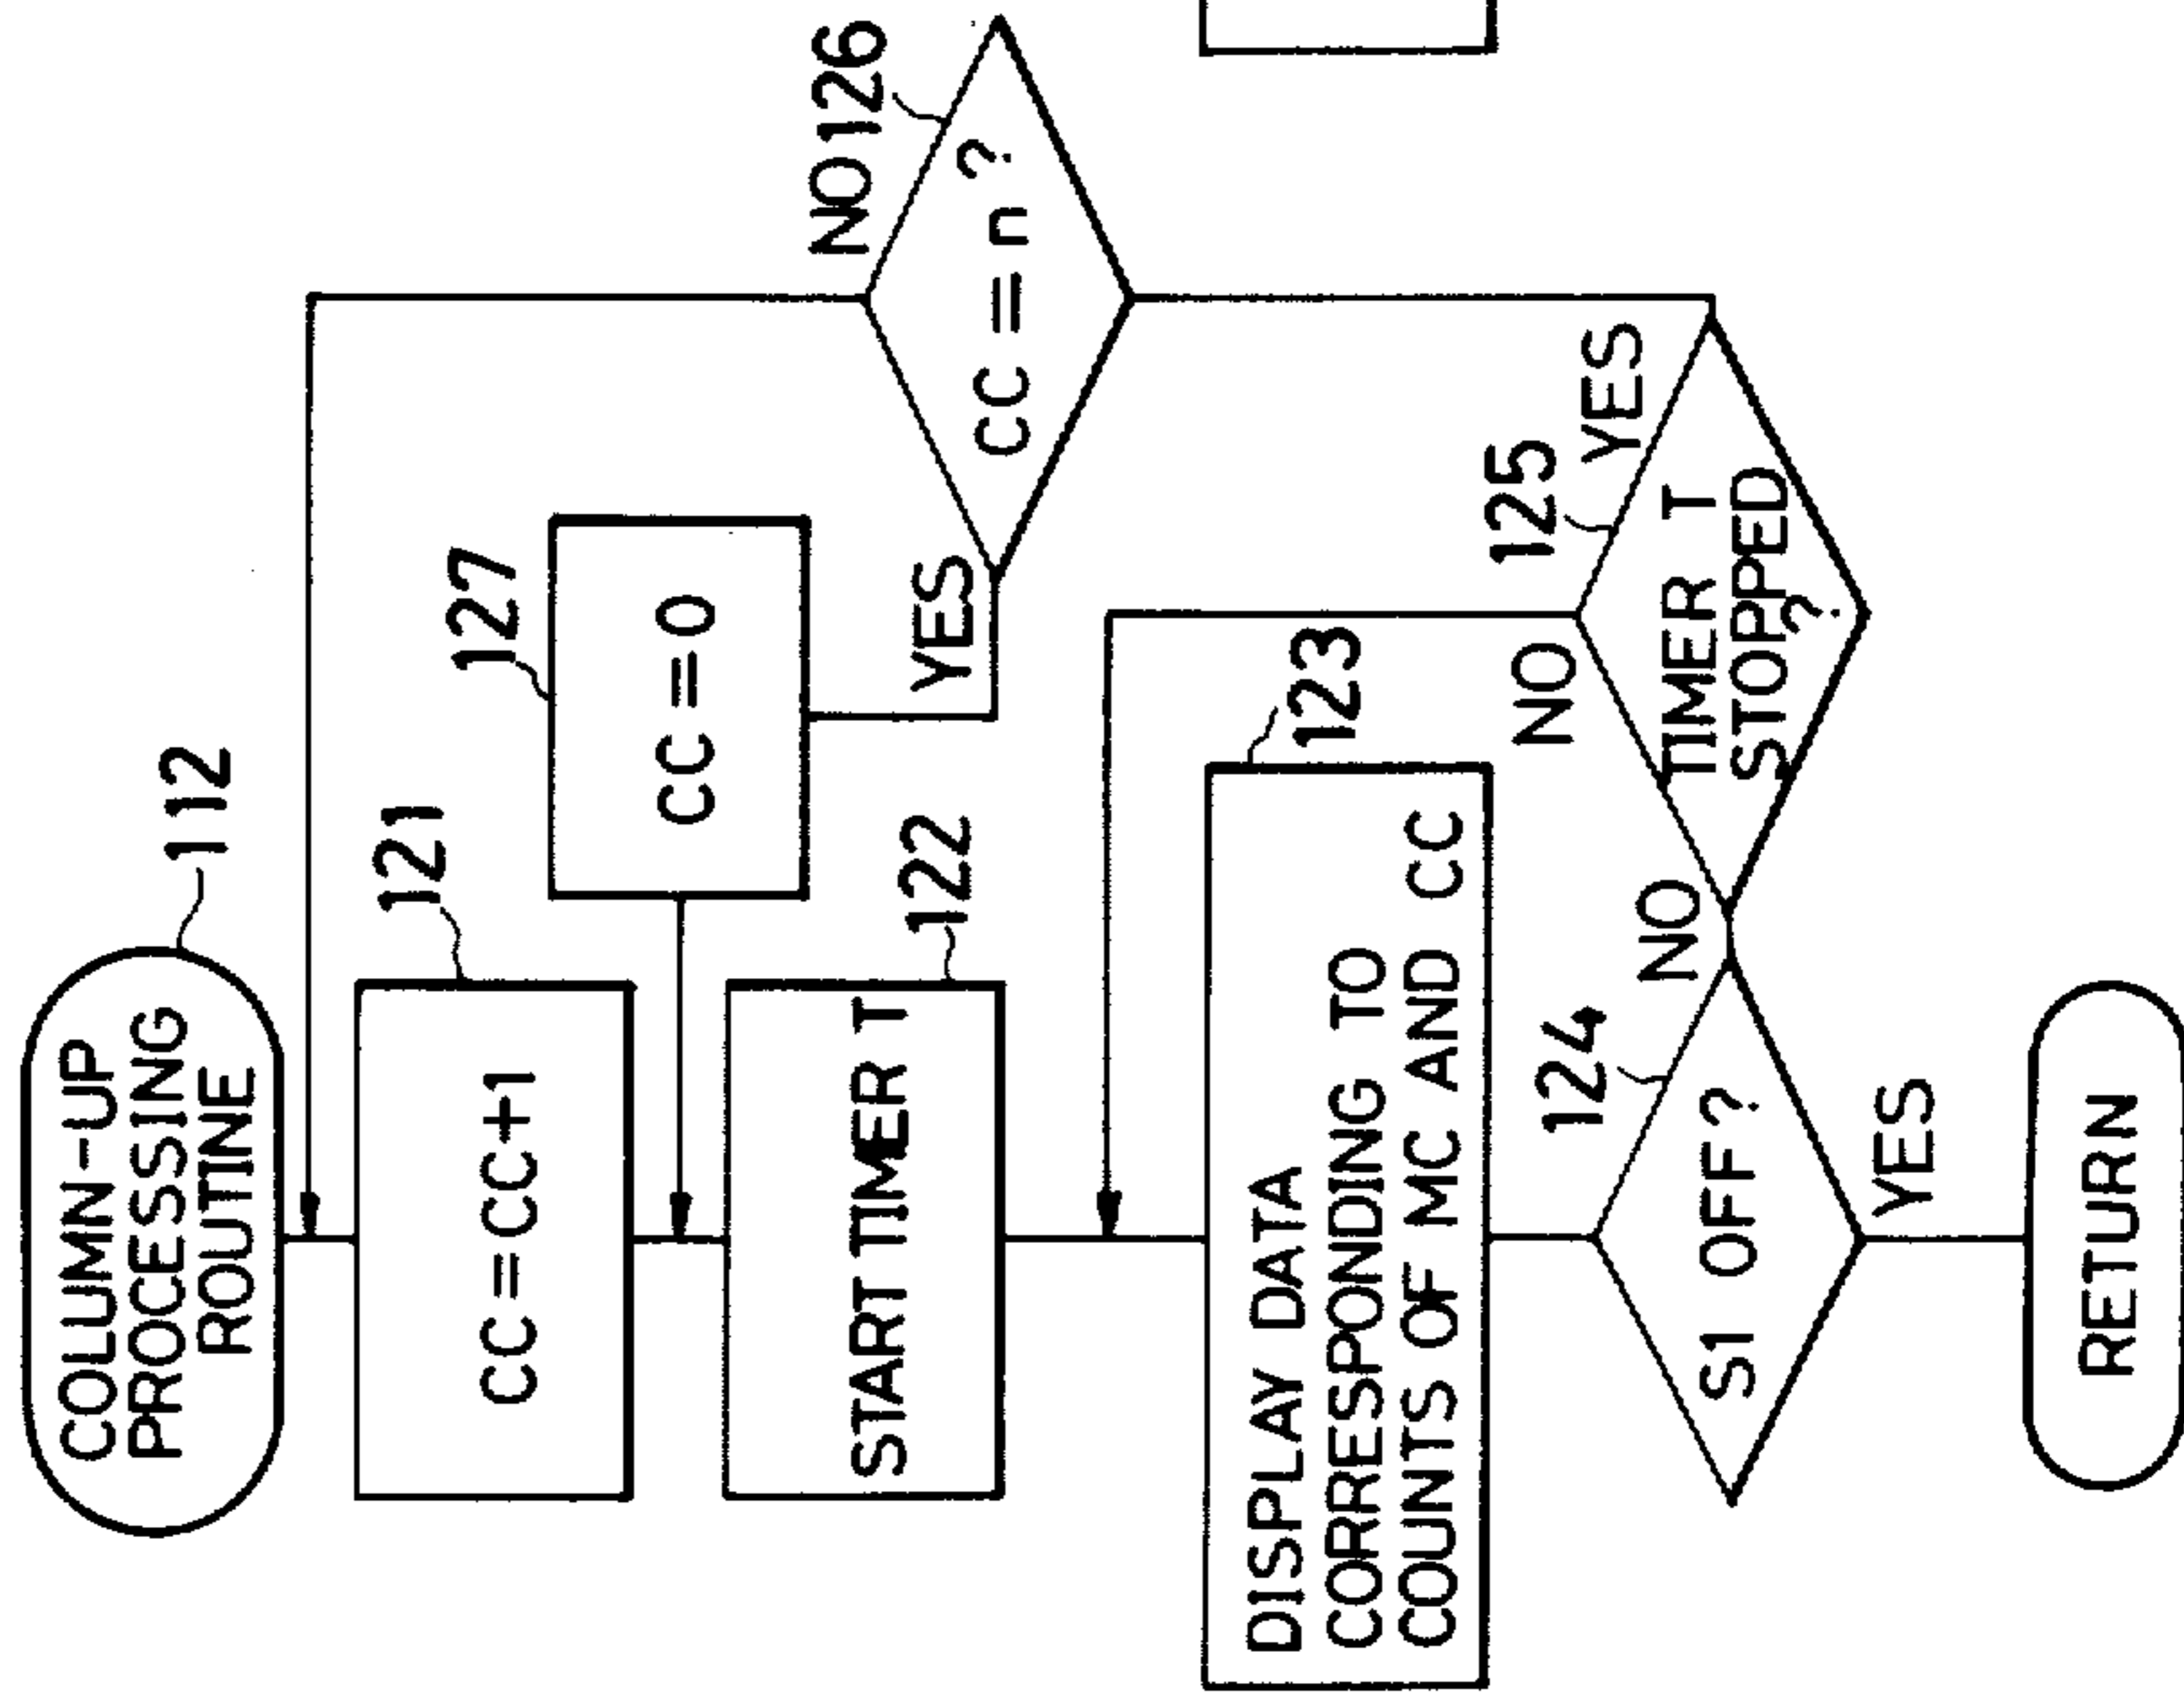 COLUMN-UP
PROCESSING
ROUTINE
112
CC=CC+1
121
START TIMER T
122
DISPLAY DATA
CORRESPONDING TO
COUNTS OF MC AND CC
123
S1 OFF?
124
NO
YES
RETURN
TIMER T
STOPPED
?
125
NO
YES
CC = n ?
126
NO
YES
CC =0
127